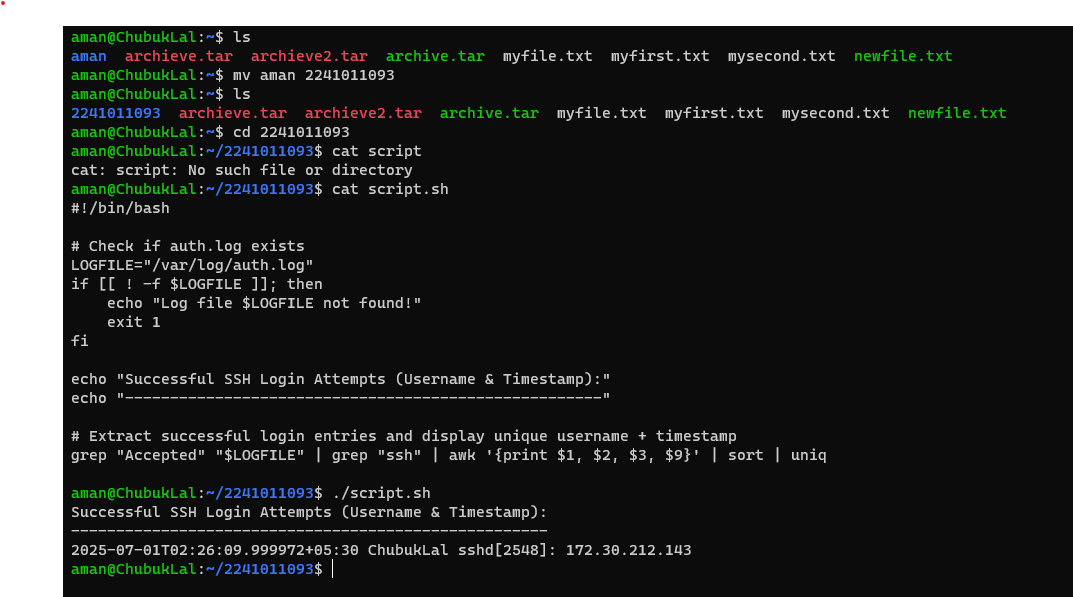 aman@ChubukLal:~$ ls
aman  archieve.tar  archieve2.tar  archive.tar  myfile.txt  myfirst.txt  mysecond.txt  newfile.txt
aman@ChubukLal:~$ mv aman 2241011093
aman@ChubukLal:~$ ls
2241011093  archieve.tar  archieve2.tar  archive.tar  myfile.txt  myfirst.txt  mysecond.txt  newfile.txt
aman@ChubukLal:~$ cd 2241011093
aman@ChubukLal:~/2241011093$ cat script
cat: script: No such file or directory
aman@ChubukLal:~/2241011093$ cat script.sh
#!/bin/bash

# Check if auth.log exists
LOGFILE="/var/log/auth.log"
if [[ ! -f $LOGFILE ]]; then
    echo "Log file $LOGFILE not found!"
    exit 1
fi

echo "Successful SSH Login Attempts (Username & Timestamp):"
echo "-----------------------------------------------------"

# Extract successful login entries and display unique username + timestamp
grep "Accepted" "$LOGFILE" | grep "ssh" | awk '{print $1, $2, $3, $9}' | sort | uniq

aman@ChubukLal:~/2241011093$ ./script.sh
Successful SSH Login Attempts (Username & Timestamp):
-----------------------------------------------------
2025-07-01T02:26:09.999972+05:30 ChubukLal sshd[2548]: 172.30.212.143
aman@ChubukLal:~/2241011093$